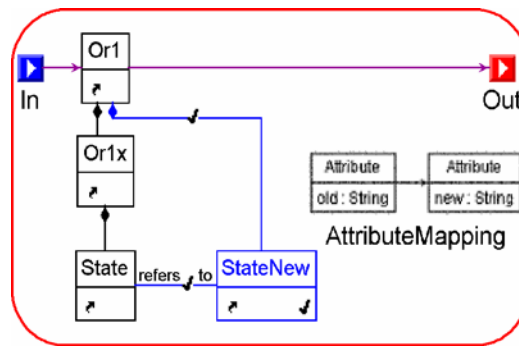 Or1
In
Out
Or1x
Attribute
old : String
Attribute
new : String
AttributeMapping
State
refers to
StateNew